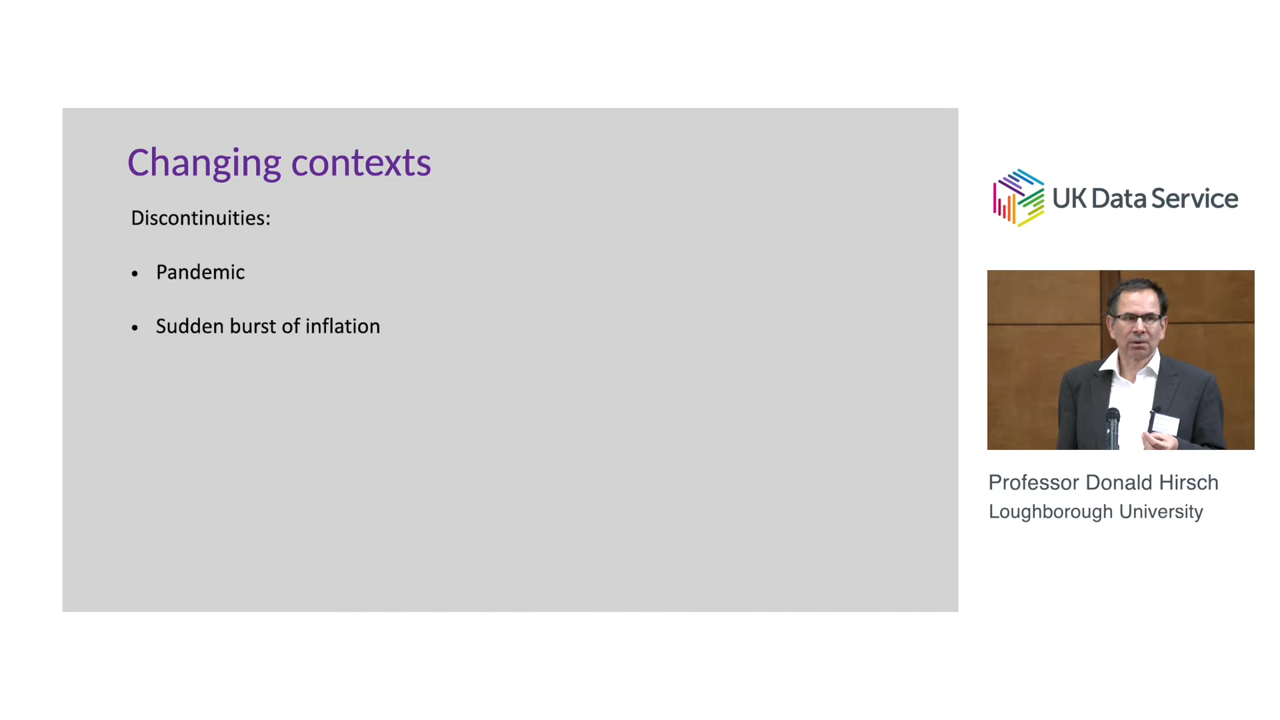 Changing contexts
Discontinuities:
• Pandemic
• Sudden burst of inflation
UK Data Service
Professor Donald Hirsch
Loughborough University